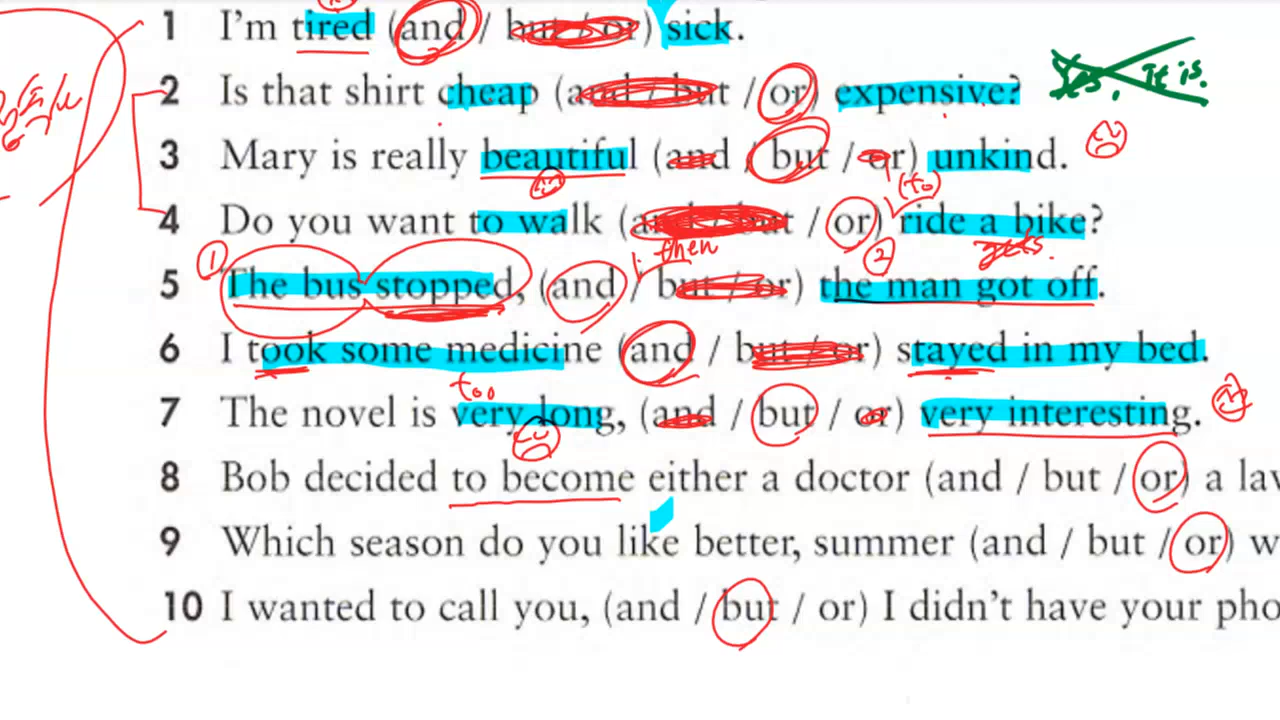 1 I'm tired (and / but / or) sick.
2 Is that shirt cheap (and / but / or) expensive? Yes, it is.
3 Mary is really beautiful (and / but / or) unkind.
(to)
4 Do you want to walk (and / but / or) ride a bike?
then gets.
1 2
5 The bus stopped, (and / but / or) the man got off.
6 I took some medicine (and / but / or) stayed in my bed.
too
7 The novel is very long, (and / but / or) very interesting.
8 Bob decided to become either a doctor (and / but / or) a
9 Which season do you like better, summer (and / but / or)
10 I wanted to call you, (and / but / or) I didn't have your pho